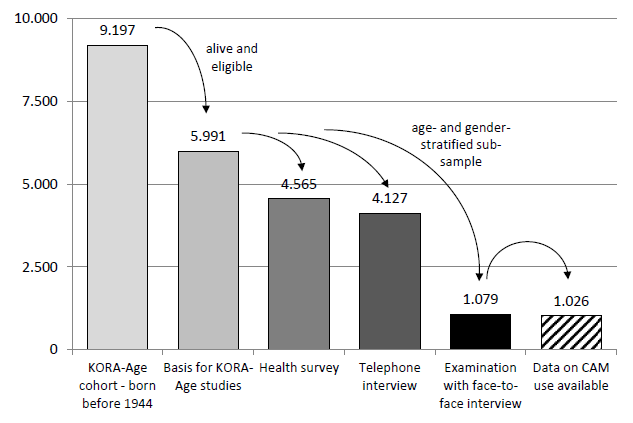 10.000
7.500
5.000
2.500
0
9.197
alive and
eligible
5.991
4.565
4.127
age- and gender-
stratified sub-
sample
1.079
1.026
KORA-Age
cohort - born
before 1944
Basis for KORA-
Age studies
Health survey
Telephone
interview
Examination
with face-to-
face interview
Data on CAM
use available